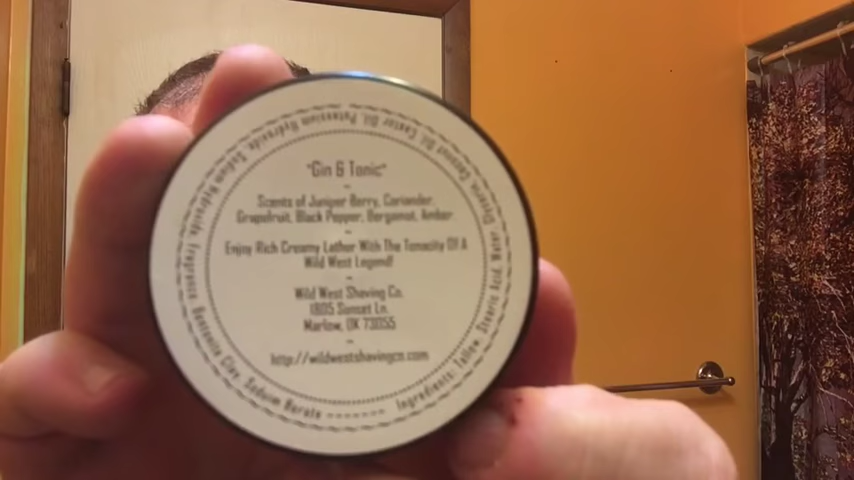 "Gin & Tonic"
Scents of Juniper Berry, Coriander,
Grapefruit, Black Pepper, Bergamot, Amber
Enjoy Rich Creamy Lather With The Tenacity Of A
Wild West Legend!
Wild West Shaving Co.
1805 Sunset Ln.
Marlow, OK 73055
http://wildwestshavingco.com
Ingredients: Tallow, Stearic Acid, Water, Glycerin, Coconut Oil, Castor Oil, Potassium Hydroxide, Sodium Hydroxide, Fragrance, Bentonite Clay, Soduim Borate